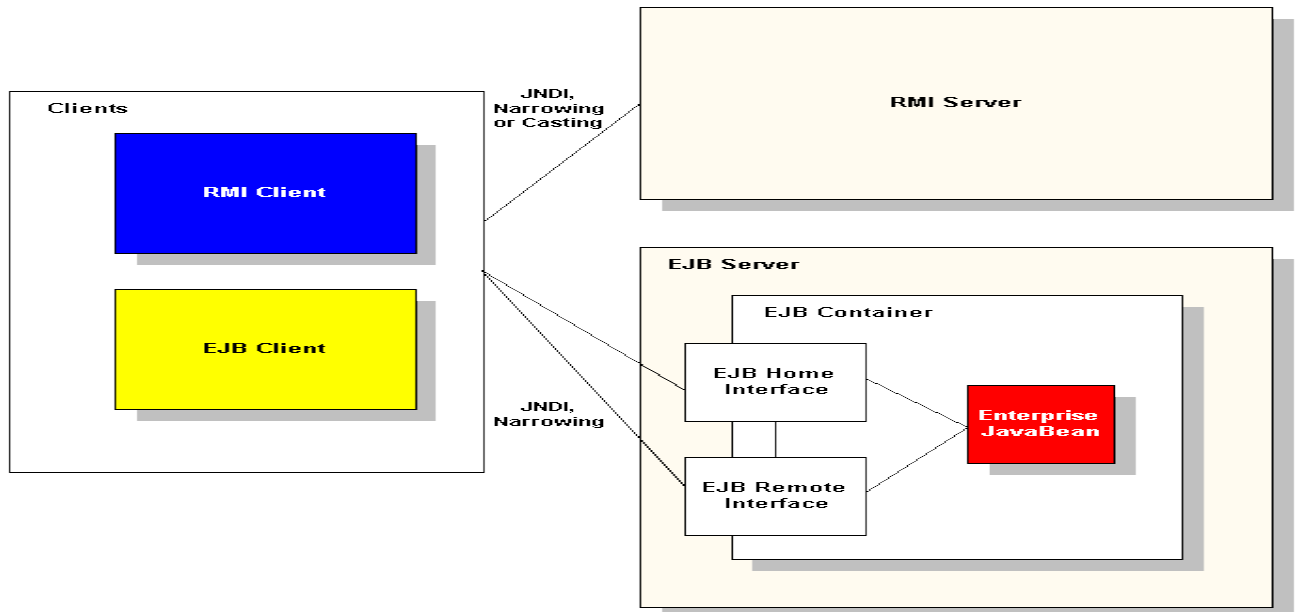 Clients
RMI Client
EJB Client
JNDI,
Narrowing
or Casting
JNDI,
Narrowing
RMI Server
EJB Server
EJB Container
EJB Home
Interface
EJB Remote
Interface
Enterprise
JavaBean